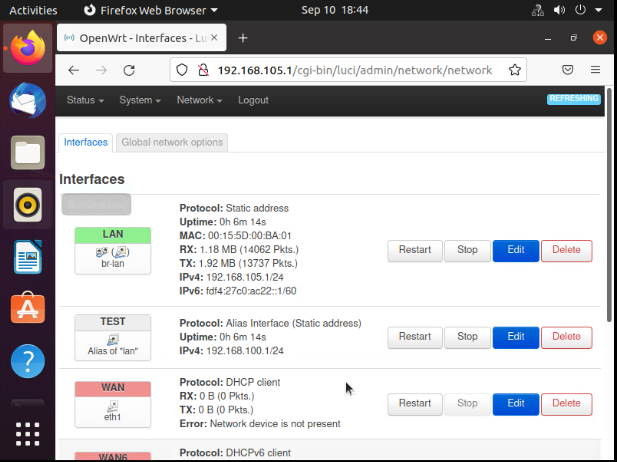 Activities
Firefox Web Browser
Sep 10 18:44
OpenWrt - Interfaces - Lu
192.168.105.1/cgi-bin/luci/admin/network/network
Status
System
Network
Logout
REFRESHING
Interfaces
Global network options
Interfaces
LAN
br-lan
Protocol: Static address
Uptime: 0h 6m 14s
MAC: 00:15:5D:00:BA:01
RX: 1.18 MB (14062 Pkts.)
TX: 1.92 MB (13737 Pkts.)
IPv4: 192.168.105.1/24
IPv6: fdf4:27c0:ac22::1/60
Restart
Stop
Edit
Delete
TEST
Alias of "lan"
Protocol: Alias Interface (Static address)
Uptime: 0h 6m 14s
IPv4: 192.168.100.1/24
Restart
Stop
Edit
Delete
WAN
eth1
Protocol: DHCP client
RX: 0 B (0 Pkts.)
TX: 0 B (0 Pkts.)
Error: Network device is not present
Restart
Stop
Edit
Delete
WAN6
Protocol: DHCPv6 client